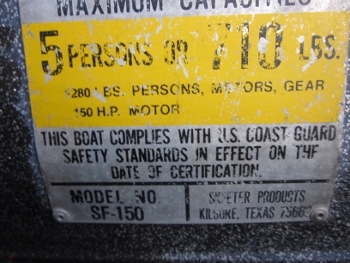 MAXIMUM CAPACITIES
5 PERSONS OR 710 LBS.
1280 LBS. PERSONS, MOTORS, GEAR
150 H.P. MOTOR
THIS BOAT COMPLIES WITH U.S. COAST GUARD
SAFETY STANDARDS IN EFFECT ON THE
DATE OF CERTIFICATION.
MODEL NO. SKEETER PRODUCTS
SF-150 KILGORE, TEXAS